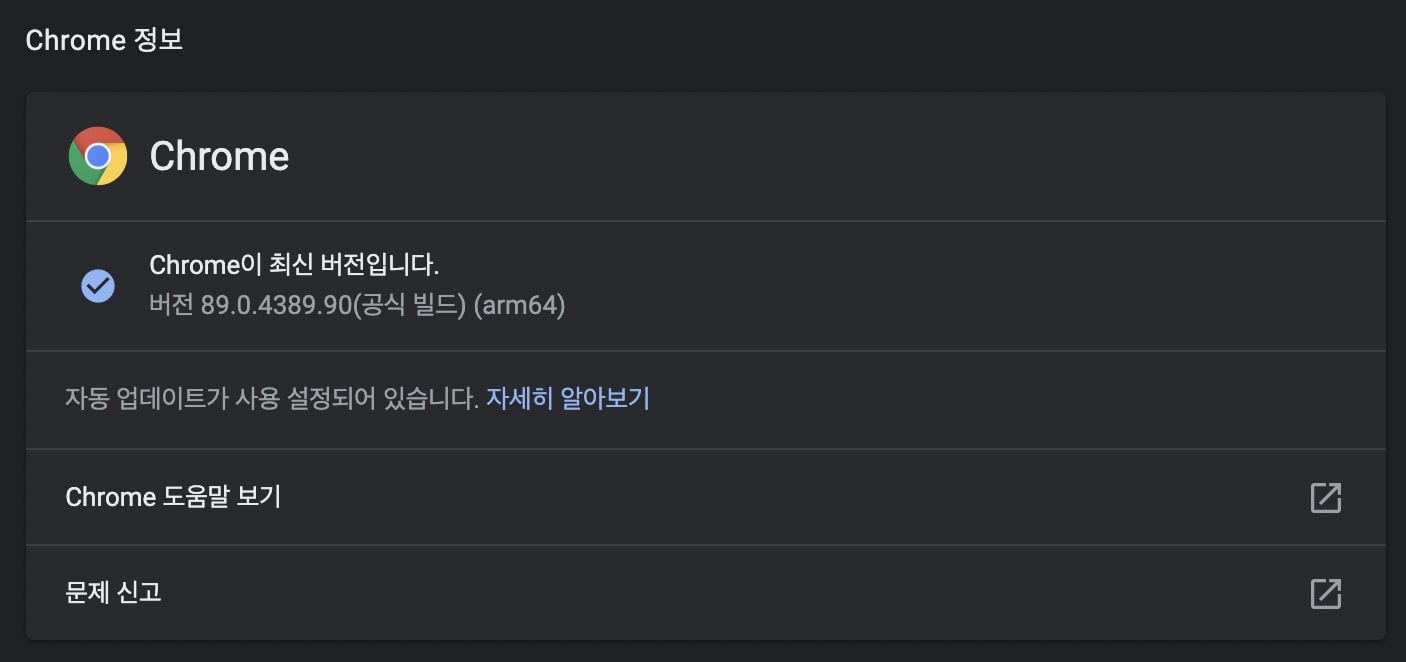 Chrome 정보
Chrome
Chrome이 최신 버전입니다.
버전 89.0.4389.90(공식 빌드) (arm64)
자동 업데이트가 사용 설정되어 있습니다. 자세히 알아보기
Chrome 도움말 보기
문제 신고